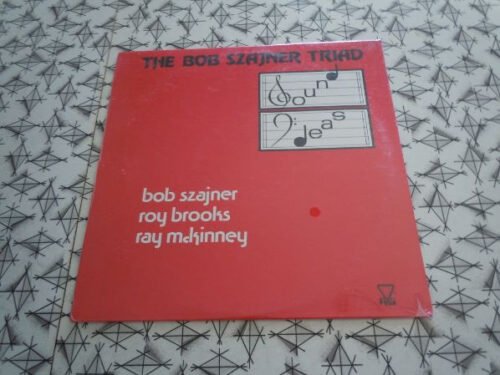 THE BOB SZAJNER TRIAD
Sound
Ideas
bob szajner
roy brooks
ray mckinney